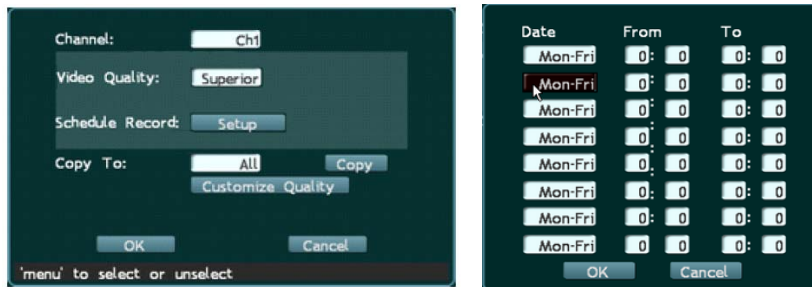 Channel: Ch1
Video Quality: Superior
Schedule Record: Setup
Copy To: All Copy
Customize Quality
OK Cancel
'menu' to select or unselect
Date From To
Mon-Fri 0: 0 0: 0
Mon-Fri 0: 0 0: 0
Mon-Fri 0: 0 0: 0
Mon-Fri 0: 0 0: 0
Mon-Fri 0: 0 0: 0
Mon-Fri 0: 0 0: 0
Mon-Fri 0: 0 0: 0
Mon-Fri 0: 0 0: 0
OK Cancel